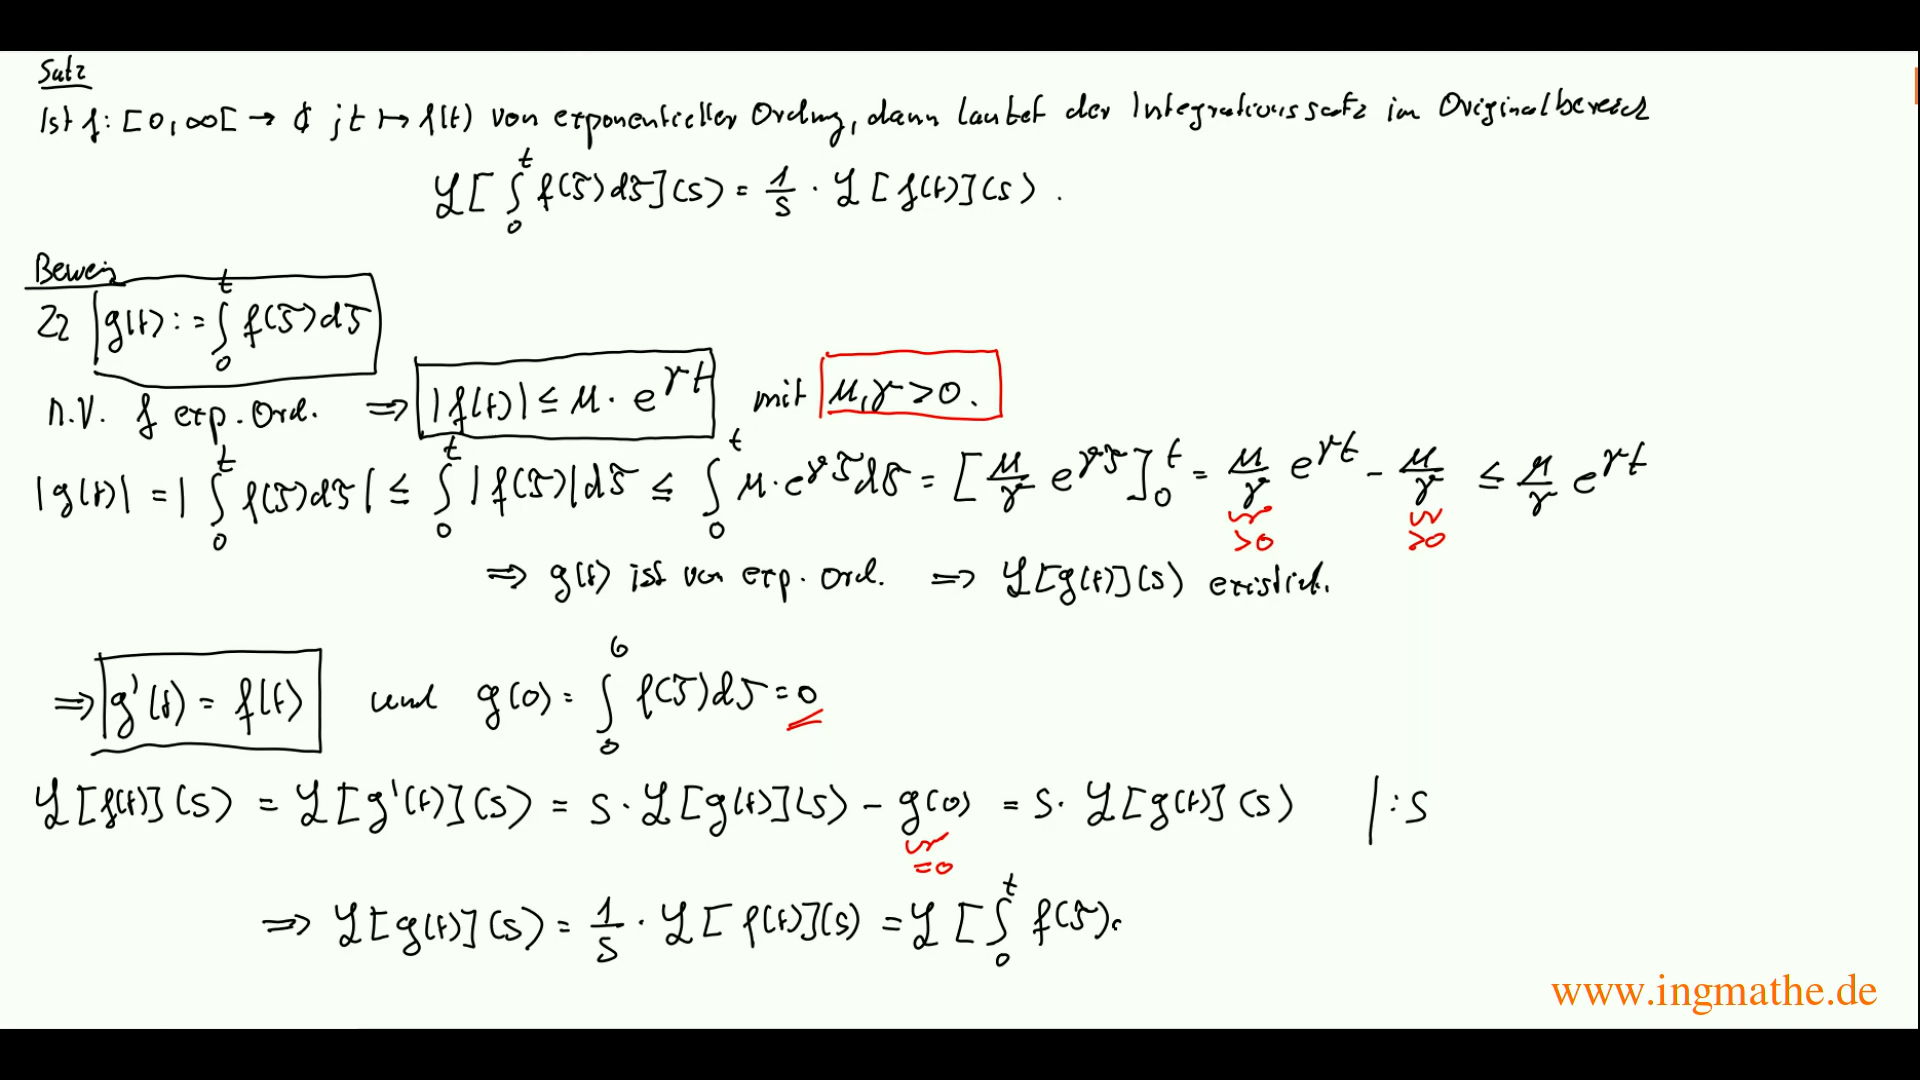 Satz
Ist f: [0,∞[ → ₵ ; t ↦ f(t) von exponentieller Ordnung, dann lautet der Integrationssatz im Originalbereich
ℒ[∫₀ᵗ f(τ)dτ](s) = 1/s · ℒ[f(t)](s).
Beweis
Zz g(t) := ∫₀ᵗ f(τ)dτ
n.V. f exp. Ord. ⇒ |f(t)| ≤ M · e^{γt} mit M,γ > 0.
|g(t)| = |∫₀ᵗ f(τ)dτ| ≤ ∫₀ᵗ |f(τ)|dτ ≤ ∫₀ᵗ M·e^{γτ}dτ = [M/γ e^{γτ}]₀ᵗ = M/γ e^{γt} - M/γ ≤ M/γ e^{γt}
>0 >0
⇒ g(t) ist von exp. Ord. ⇒ ℒ[g(t)](s) existiert.
⇒ g'(t) = f(t) und g(0) = ∫₀⁰ f(τ)dτ = 0
ℒ[f(t)](s) = ℒ[g'(t)](s) = s · ℒ[g(t)](s) - g(0) = s · ℒ[g(t)](s) | :s
=0
⇒ ℒ[g(t)](s) = 1/s · ℒ[f(t)](s) = ℒ[∫₀ᵗ f(τ)
www.ingmathe.de